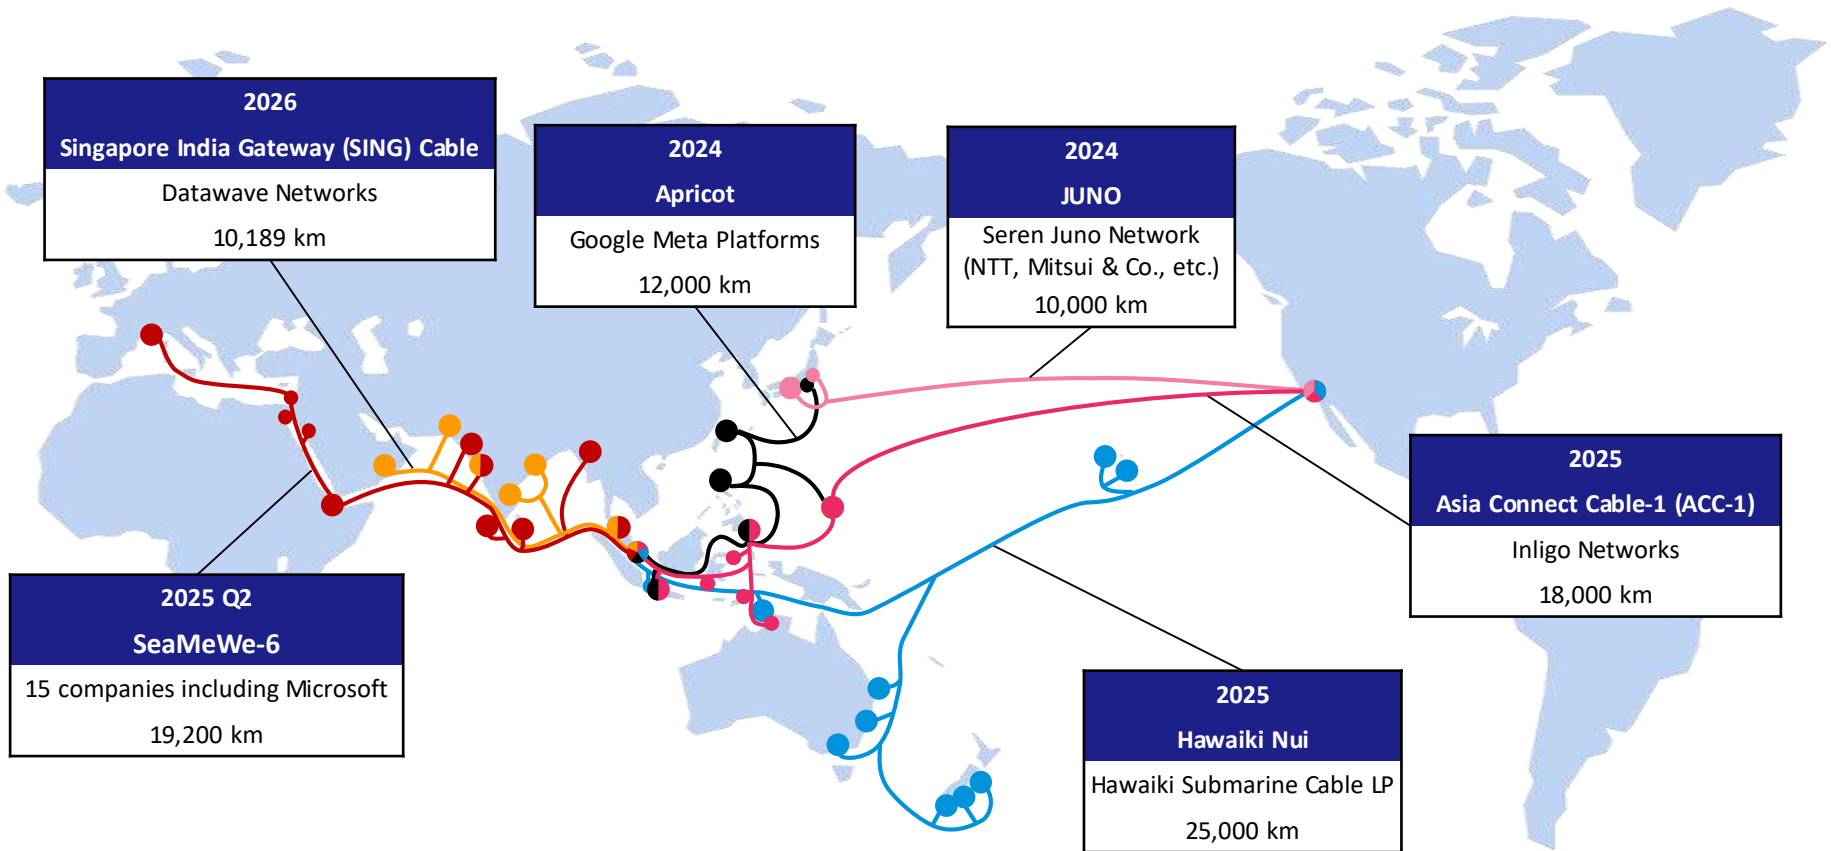 2026
Singapore India Gateway (SING) Cable
Datawave Networks
10,189 km
2024
Apricot
Google Meta Platforms
12,000 km
2024
JUNO
Seren Juno Network
(NTT, Mitsui & Co., etc.)
10,000 km
2025
Asia Connect Cable-1 (ACC-1)
Inligo Networks
18,000 km
2025 Q2
SeaMeWe-6
15 companies including Microsoft
19,200 km
2025
Hawaiki Nui
Hawaiki Submarine Cable LP
25,000 km